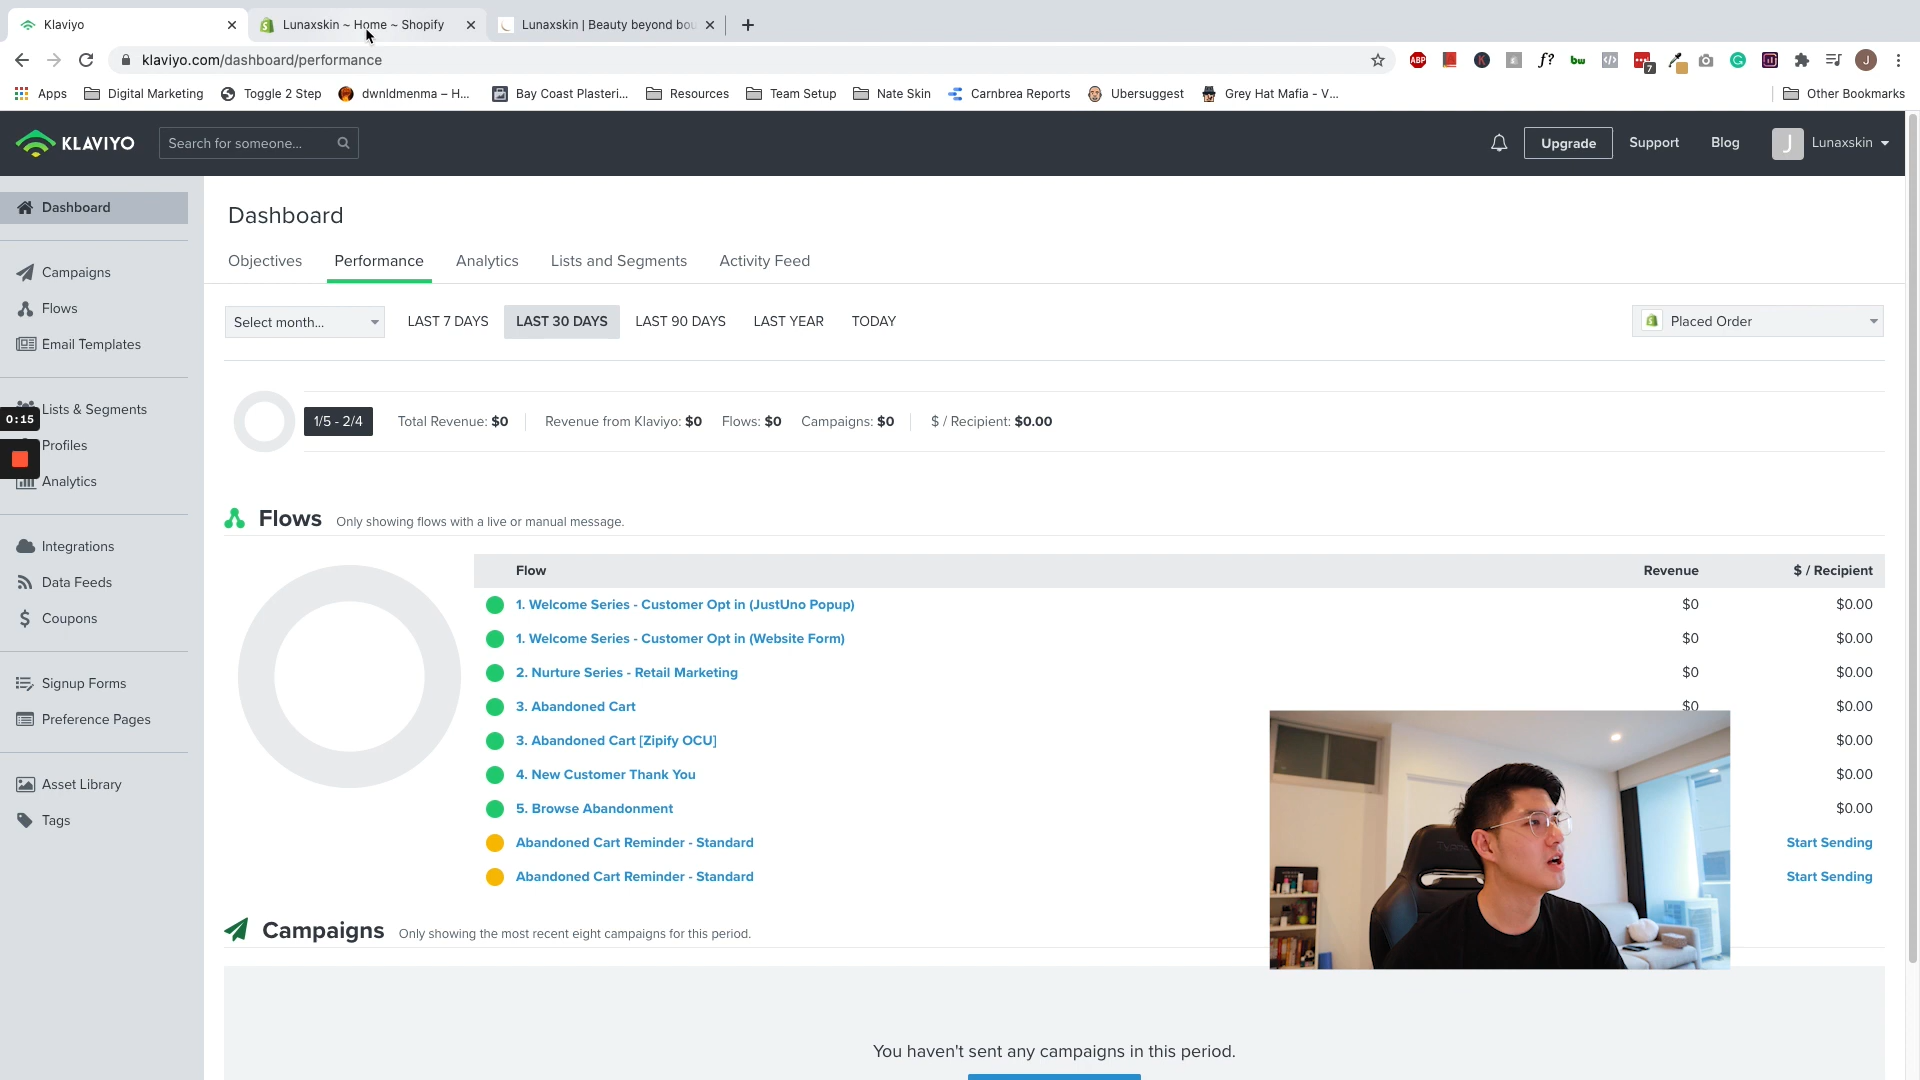 Klaviyo
Lunaxskin ~ Home ~ Shopify
Lunaxskin | Beauty beyond bou
klaviyo.com/dashboard/performance
ABP
f?
bw
7
J
Apps
Digital Marketing
Toggle 2 Step
dwnldmenma – H...
Bay Coast Plasteri...
Resources
Team Setup
Nate Skin
Carnbrea Reports
Ubersuggest
Grey Hat Mafia - V...
Other Bookmarks
KLAVIYO
Search for someone...
Upgrade
Support
Blog
J
Lunaxskin
Dashboard
Campaigns
Flows
Email Templates
Lists & Segments
0:15
Profiles
Analytics
Integrations
Data Feeds
Coupons
Signup Forms
Preference Pages
Asset Library
Tags
Dashboard
Objectives
Performance
Analytics
Lists and Segments
Activity Feed
Select month...
LAST 7 DAYS
LAST 30 DAYS
LAST 90 DAYS
LAST YEAR
TODAY
Placed Order
1/5 - 2/4
Total Revenue: $0
Revenue from Klaviyo: $0
Flows: $0
Campaigns: $0
$ / Recipient: $0.00
Flows Only showing flows with a live or manual message.
Flow Revenue $ / Recipient
1. Welcome Series - Customer Opt in (JustUno Popup) $0 $0.00
1. Welcome Series - Customer Opt in (Website Form) $0 $0.00
2. Nurture Series - Retail Marketing $0 $0.00
3. Abandoned Cart $0 $0.00
3. Abandoned Cart [Zipify OCU] $0.00
4. New Customer Thank You $0.00
5. Browse Abandonment $0.00
Abandoned Cart Reminder - Standard Start Sending
Abandoned Cart Reminder - Standard Start Sending
Campaigns Only showing the most recent eight campaigns for this period.
You haven't sent any campaigns in this period.